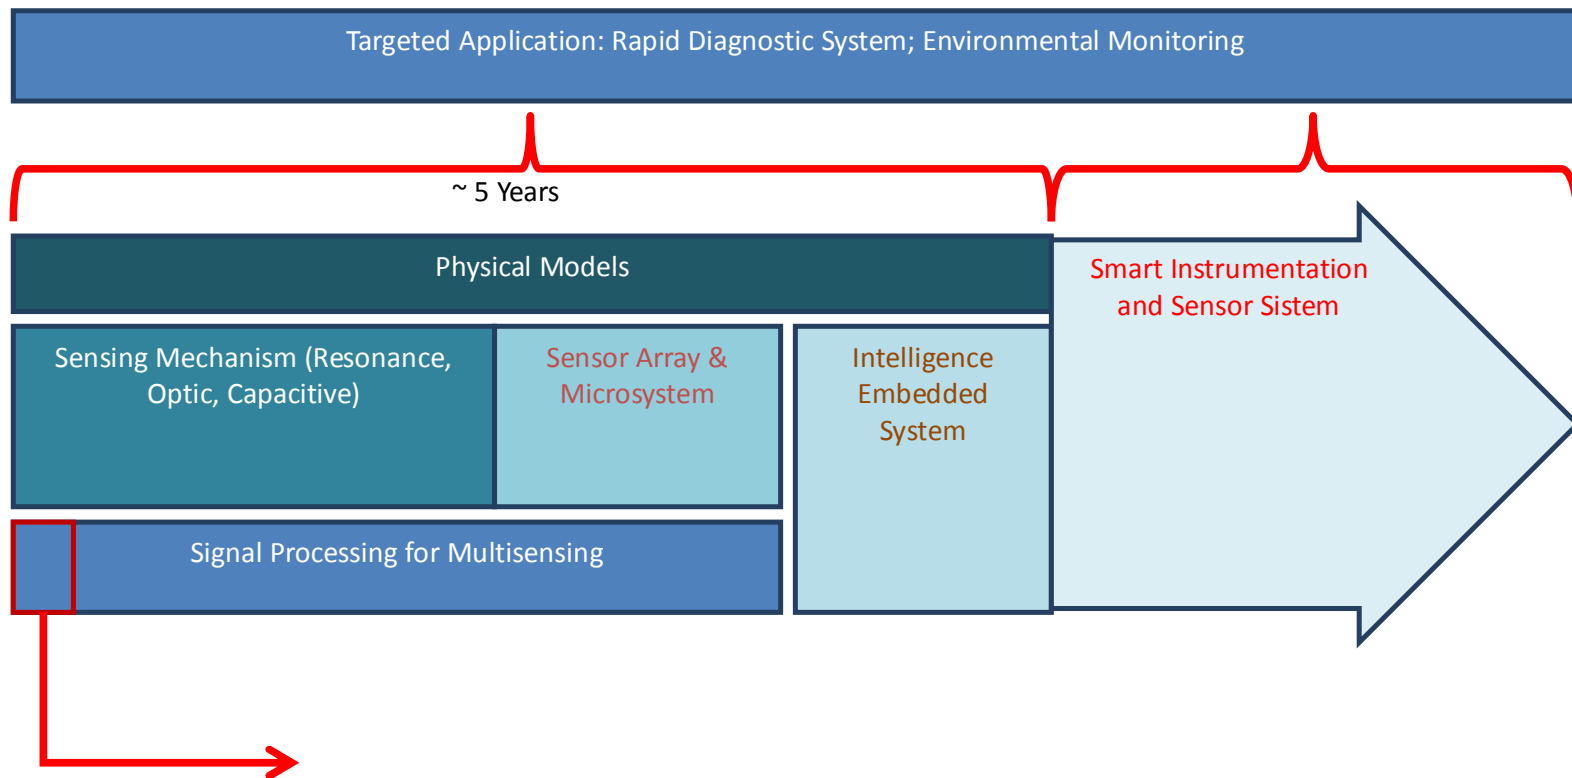 Targeted Application: Rapid Diagnostic System; Environmental Monitoring
~ 5 Years
Physical Models
Smart Instrumentation
and Sensor Sistem
Sensing Mechanism (Resonance,
Optic, Capacitive)
Sensor Array &
Microsystem
Intelligence
Embedded
System
Signal Processing for Multisensing